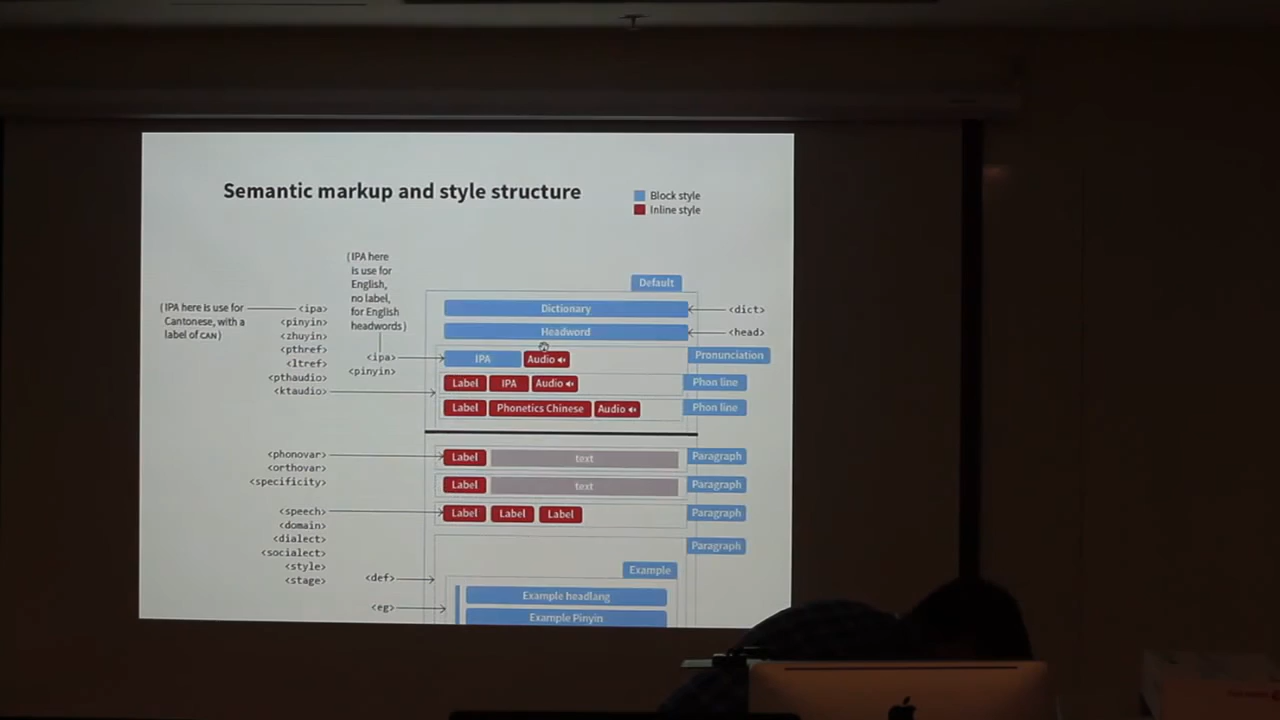 Semantic markup and style structure
Block style
Inline style
(IPA here
is use for
English,
no label,
for English
headwords)
Default
(IPA here is use for
Cantonese, with a
label of CAN)
<ipa>
<pinyin>
<zhuyin>
<pthref>
<ltref>
<pthaudio>
<ktaudio>
<ipa>
<pinyin>
Dictionary
<dict>
Headword
<head>
IPA Audio
Pronunciation
Label IPA Audio
Phon line
Label Phonetics Chinese Audio
Phon line
<phonovar>
<orthovar>
<specificity>
Label text
Paragraph
Label text
Paragraph
<speech>
<domain>
<dialect>
<socialect>
<style>
<stage>
Label Label Label
Paragraph
Paragraph
<def>
Example
<eg>
Example headlang
Example Pinyin